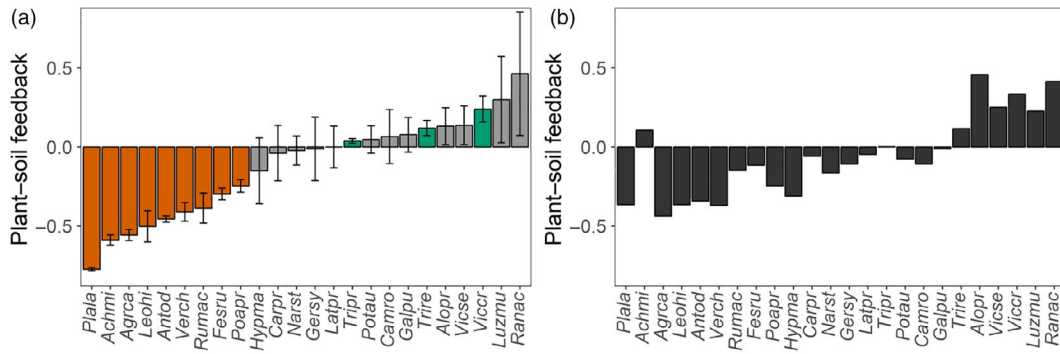 (a)
Plant–soil feedback
0.5
0.0
−0.5
Plala
Achmi
Agrca
Leohi
Antod
Verch
Rumac
Fesru
Poapr
Hypma
Carpr
Narst
Gersy
Latpr
Tripr
Potau
Camro
Galpu
Trire
Alopr
Vicse
Viccr
Luzmu
Ranac
(b)
Plant–soil feedback
0.5
0.0
−0.5
Plala
Achmi
Agrca
Leohi
Antod
Verch
Rumac
Fesru
Poapr
Hypma
Carpr
Narst
Gersy
Latpr
Tripr
Potau
Camro
Galpu
Trire
Alopr
Vicse
Viccr
Luzmu
Ranac